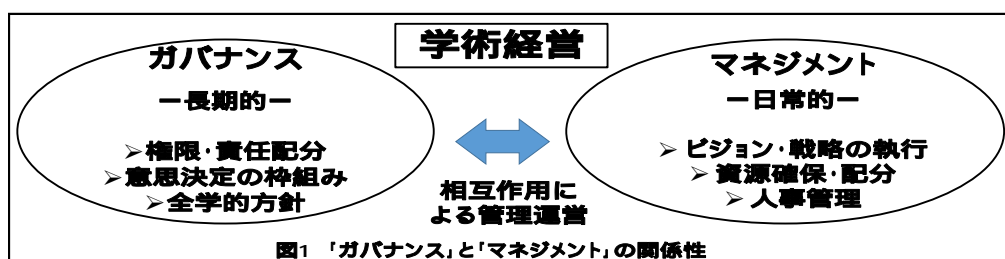 学術経営
ガバナンス
－長期的－
➢権限・責任配分
➢意思決定の枠組み
➢全学的方針
相互作用に
よる管理運営
マネジメント
－日常的－
➢ ビジョン・戦略の執行
➢ 資源確保・配分
➢ 人事管理
図1 「ガバナンス」と「マネジメント」の関係性